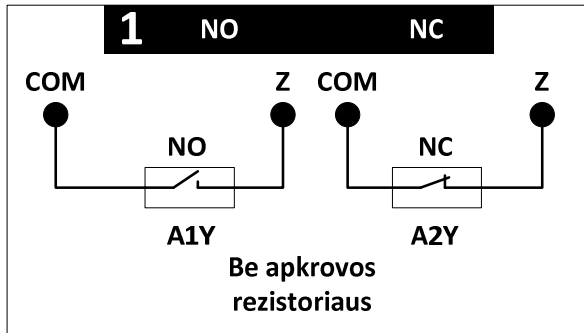 1 NO NC
COM Z COM Z
NO NC
A1Y A2Y
Be apkrovos
rezistoriaus